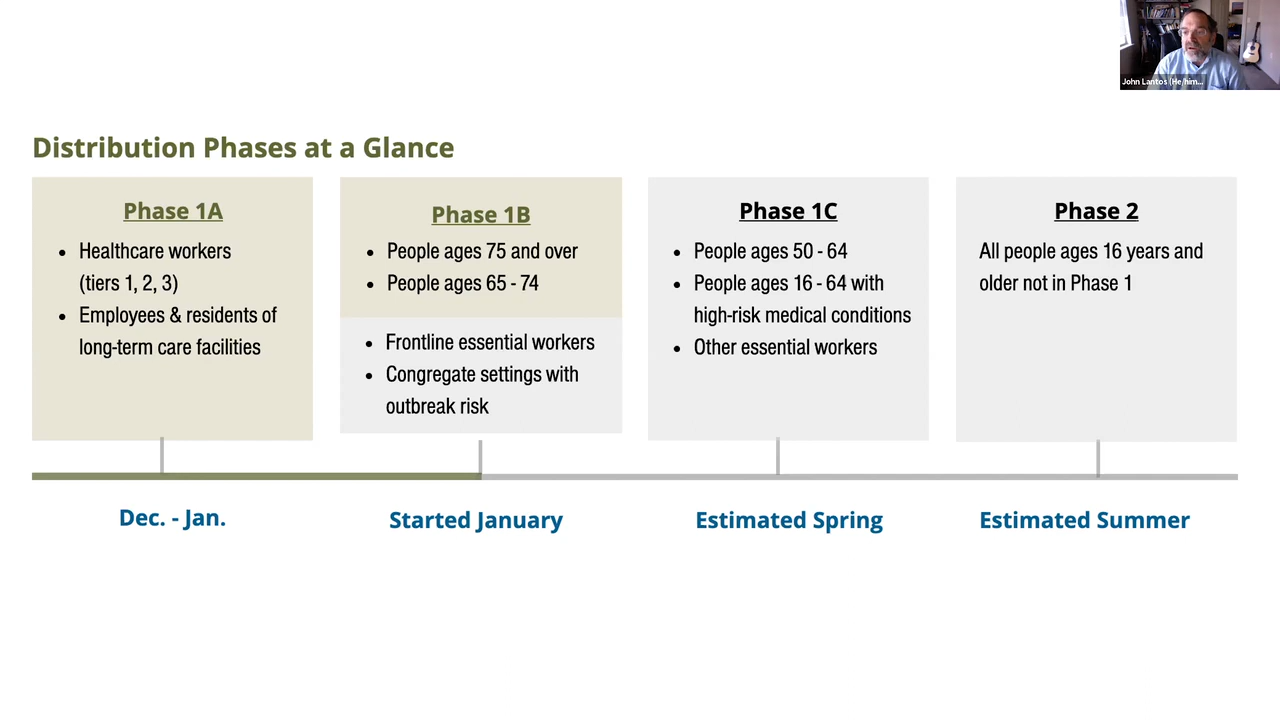 John Lantos (He/him...
Distribution Phases at a Glance
Phase 1A
• Healthcare workers
(tiers 1, 2, 3)
• Employees & residents of
long-term care facilities
Dec. - Jan.
Phase 1B
• People ages 75 and over
• People ages 65 - 74
• Frontline essential workers
• Congregate settings with
outbreak risk
Started January
Phase 1C
• People ages 50 - 64
• People ages 16 - 64 with
high-risk medical conditions
• Other essential workers
Estimated Spring
Phase 2
All people ages 16 years and
older not in Phase 1
Estimated Summer